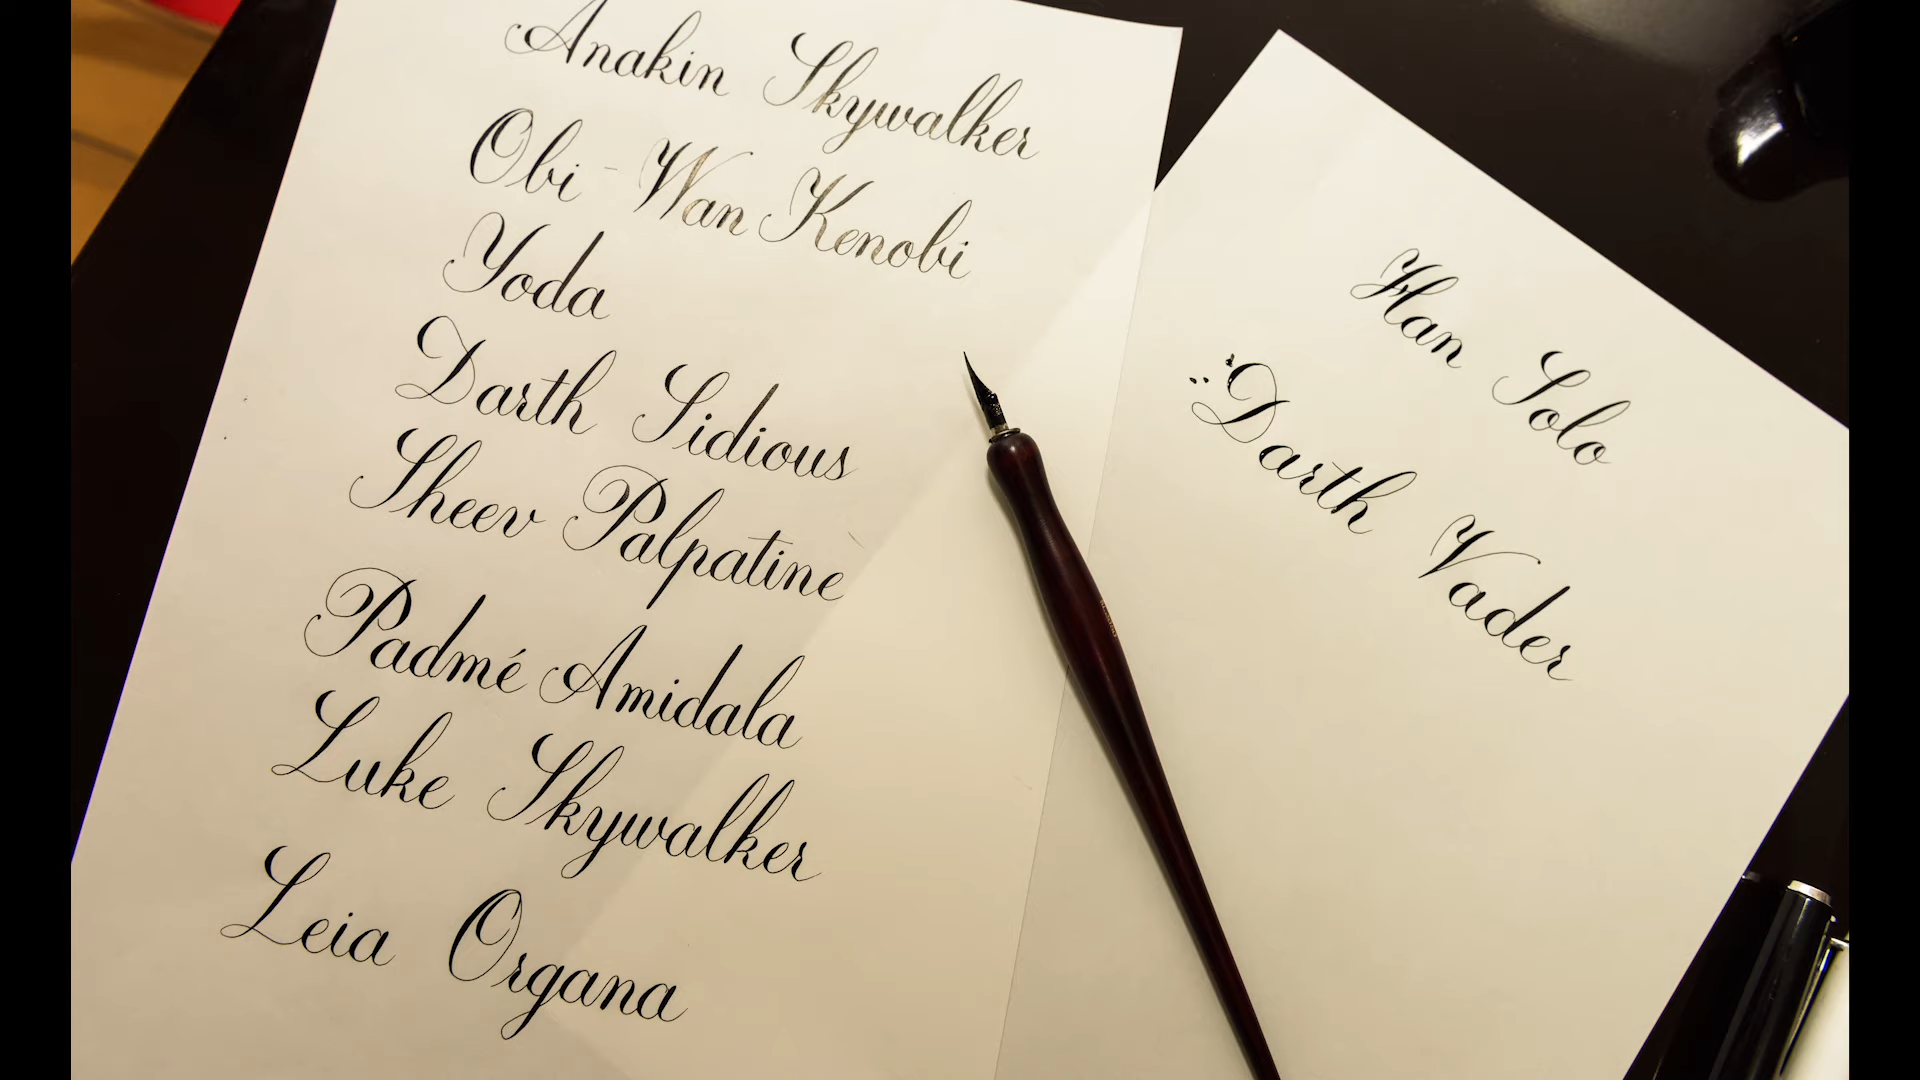 Anakin Skywalker
Obi-Wan Kenobi
Yoda
Darth Sidious
Sheev Palpatine
Padmé Amidala
Luke Skywalker
Leia Organa
Han Solo
Darth Vader